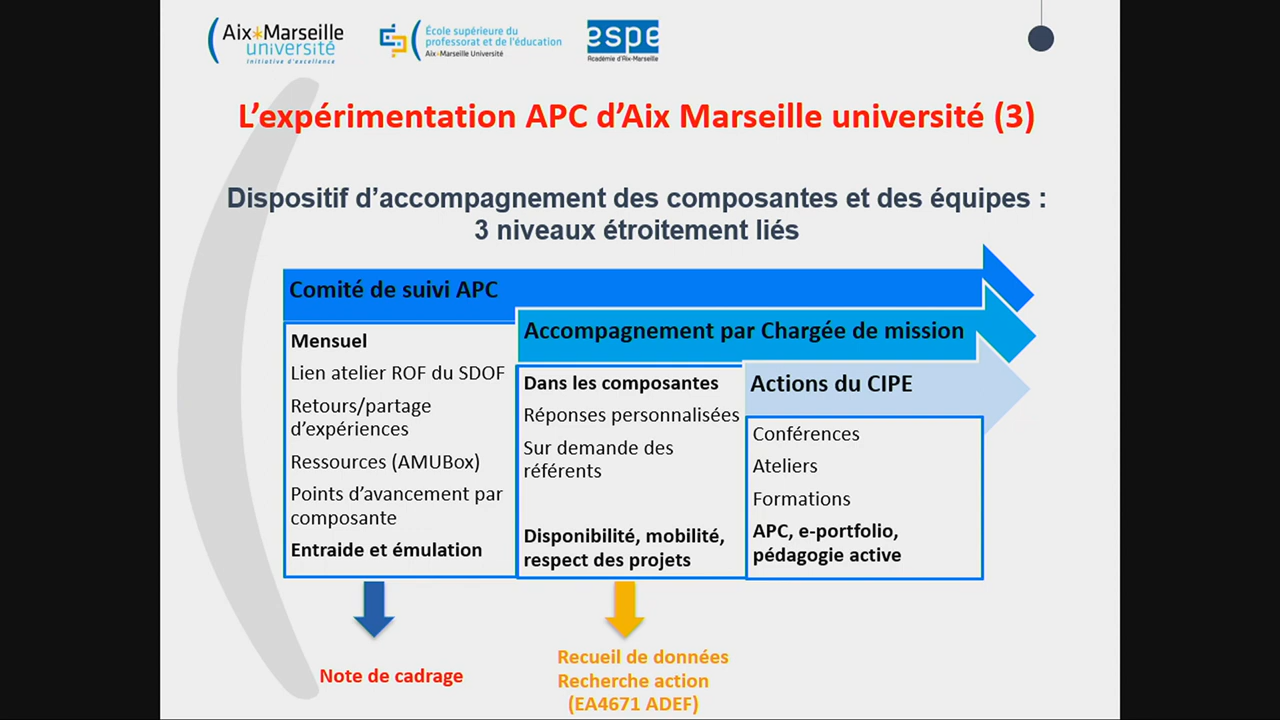 Aix*Marseille
université
Initiative d'excellence
École supérieure du
professorat et de l'éducation
Aix*Marseille Université
espe
Académie d'Aix-Marseille
L'expérimentation APC d'Aix Marseille université (3)
Dispositif d'accompagnement des composantes et des équipes :
3 niveaux étroitement liés
Comité de suivi APC
Mensuel
Lien atelier ROF du SDOF
Retours/partage
d'expériences
Ressources (AMUBox)
Points d'avancement par
composante
Entraide et émulation
Accompagnement par Chargée de mission
Dans les composantes
Réponses personnalisées
Sur demande des
référents
Disponibilité, mobilité,
respect des projets
Actions du CIPE
Conférences
Ateliers
Formations
APC, e-portfolio,
pédagogie active
Note de cadrage
Recueil de données
Recherche action
(EA4671 ADEF)